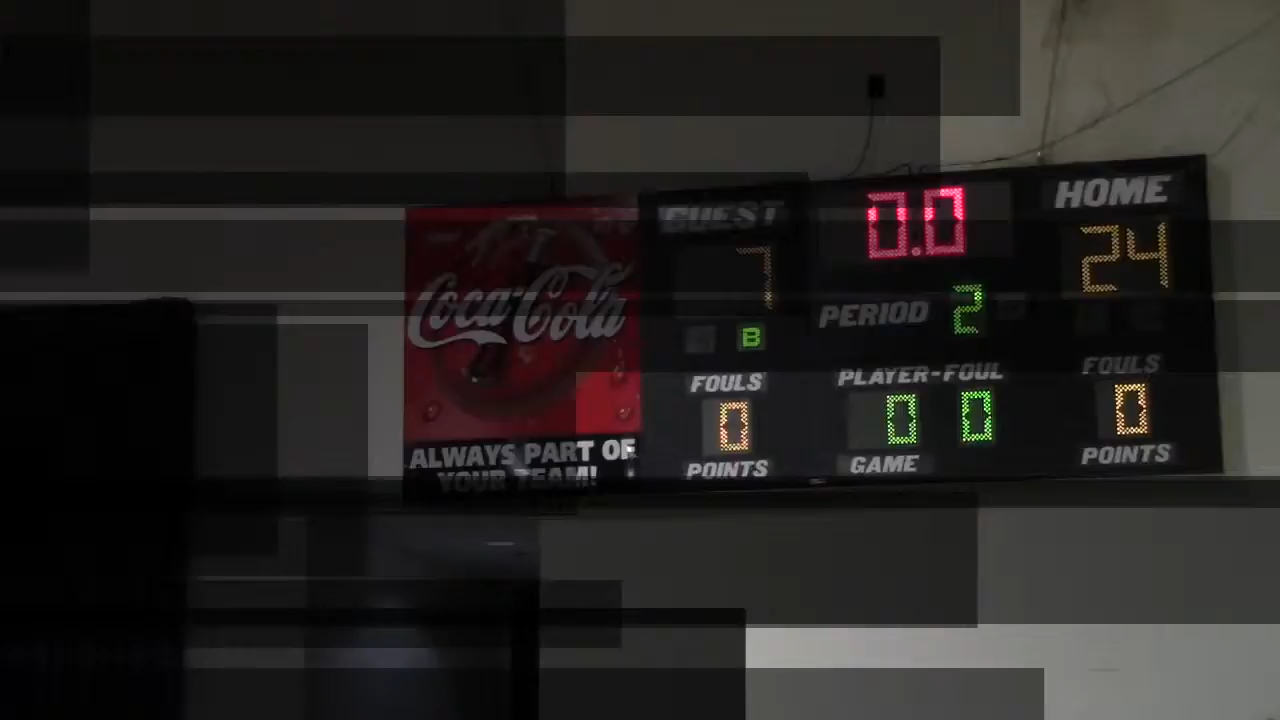 GUEST
0.0
HOME
7
24
Coca-Cola
PERIOD 2
B
FOULS
PLAYER-FOUL
FOULS
0
0 0
0
ALWAYS PART OF
YOUR TEAM!
POINTS
GAME
POINTS